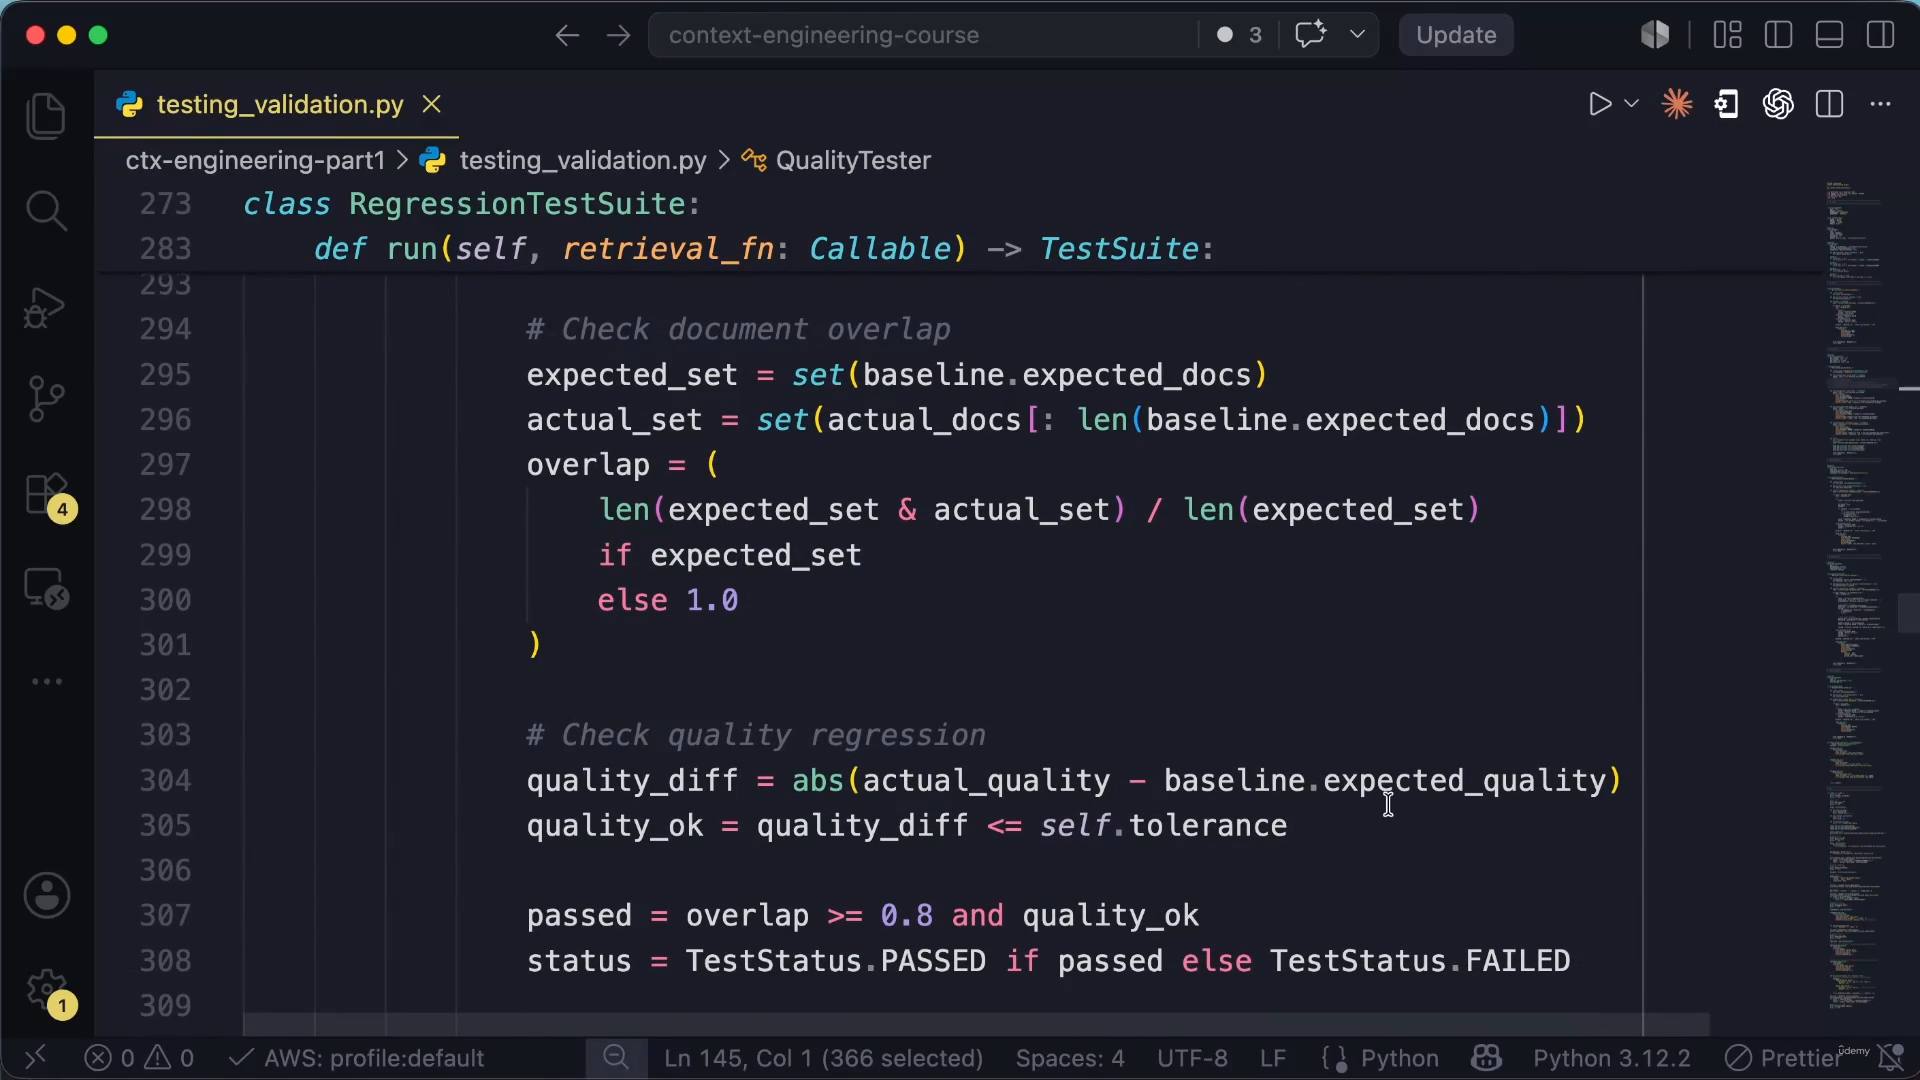 context-engineering-course
3
Update
testing_validation.py
ctx-engineering-part1 > testing_validation.py > QualityTester
273 class RegressionTestSuite:
283 def run(self, retrieval_fn: Callable) -> TestSuite:
293
294 # Check document overlap
295 expected_set = set(baseline.expected_docs)
296 actual_set = set(actual_docs[: len(baseline.expected_docs)])
297 overlap = (
298 len(expected_set & actual_set) / len(expected_set)
299 if expected_set
300 else 1.0
301 )
302
303 # Check quality regression
304 quality_diff = abs(actual_quality - baseline.expected_quality)
305 quality_ok = quality_diff <= self.tolerance
306
307 passed = overlap >= 0.8 and quality_ok
308 status = TestStatus.PASSED if passed else TestStatus.FAILED
309
4
1
0 0 AWS: profile:default Ln 145, Col 1 (366 selected) Spaces: 4 UTF-8 LF {} Python Python 3.12.2 Prettier
udemy